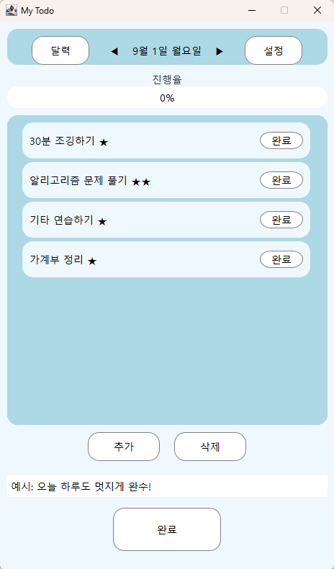 My Todo
달력 ◀ 9월 1일 월요일 ▶ 설정
진행율
0%
30분 조깅하기 ★ 완료
알리고리즘 문제 풀기 ★★ 완료
기타 연습하기 ★ 완료
가계부 정리 ★ 완료
추가 삭제
예시: 오늘 하루도 멋지게 완수!
완료